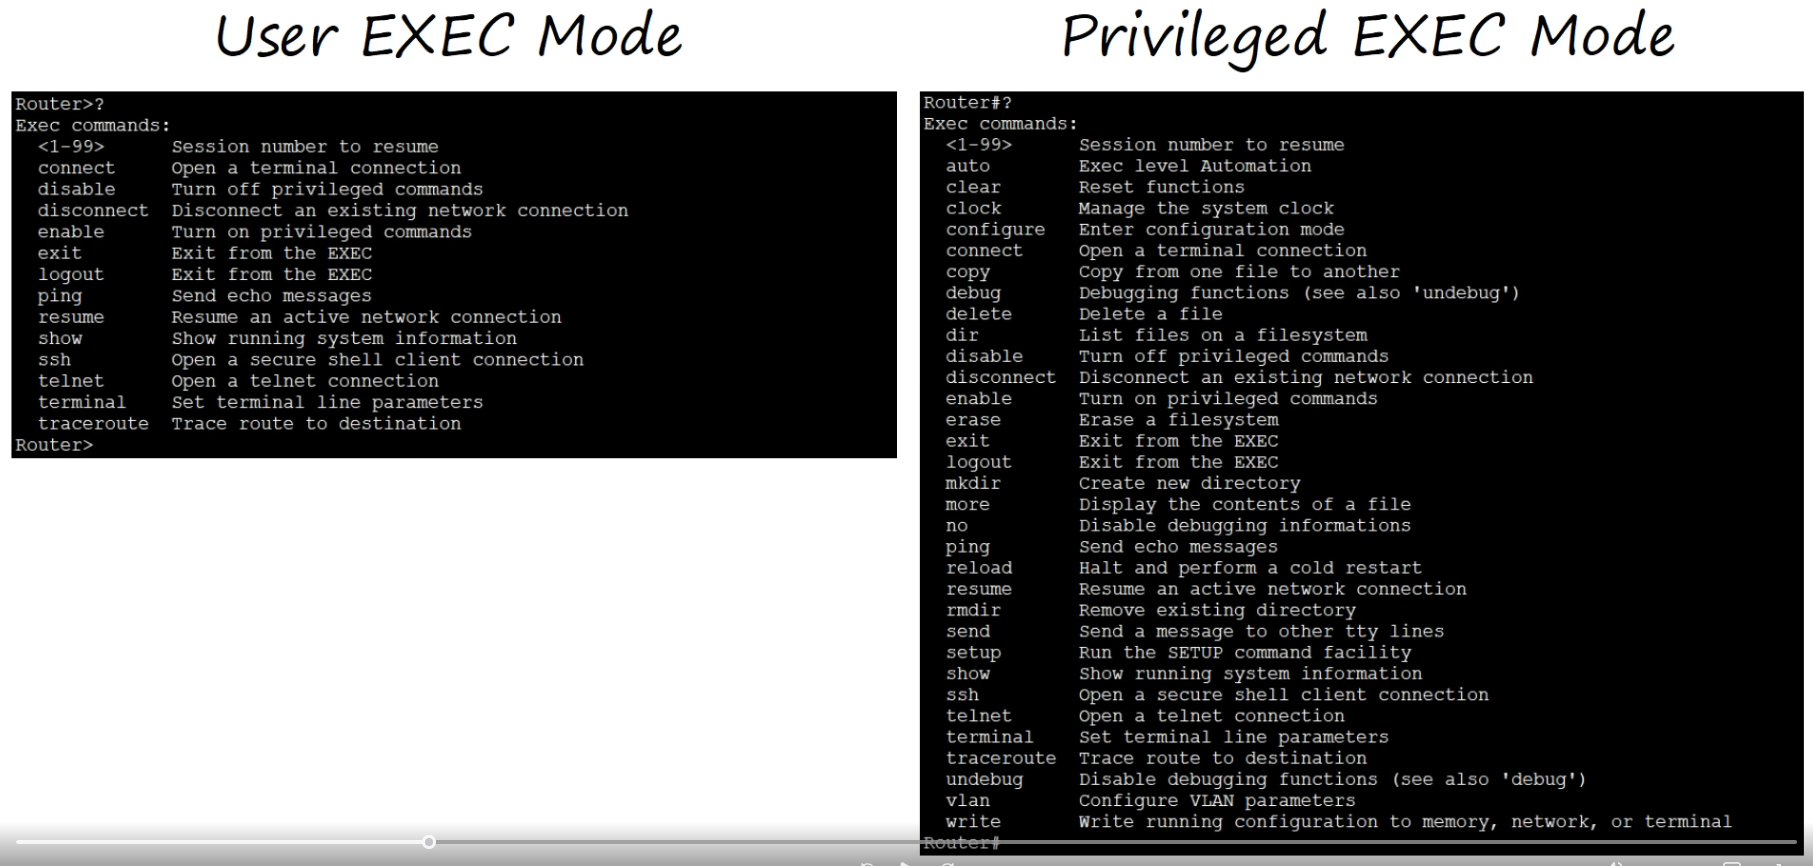 User EXEC Mode
Router>?
Exec commands:
<1-99> Session number to resume
connect Open a terminal connection
disable Turn off privileged commands
disconnect Disconnect an existing network connection
enable Turn on privileged commands
exit Exit from the EXEC
logout Exit from the EXEC
ping Send echo messages
resume Resume an active network connection
show Show running system information
ssh Open a secure shell client connection
telnet Open a telnet connection
terminal Set terminal line parameters
traceroute Trace route to destination
Router>
Privileged EXEC Mode
Router#?
Exec commands:
<1-99> Session number to resume
auto Exec level Automation
clear Reset functions
clock Manage the system clock
configure Enter configuration mode
connect Open a terminal connection
copy Copy from one file to another
debug Debugging functions (see also 'undebug')
delete Delete a file
dir List files on a filesystem
disable Turn off privileged commands
disconnect Disconnect an existing network connection
enable Turn on privileged commands
erase Erase a filesystem
exit Exit from the EXEC
logout Exit from the EXEC
mkdir Create new directory
more Display the contents of a file
no Disable debugging informations
ping Send echo messages
reload Halt and perform a cold restart
resume Resume an active network connection
rmdir Remove existing directory
send Send a message to other tty lines
setup Run the SETUP command facility
show Show running system information
ssh Open a secure shell client connection
telnet Open a telnet connection
terminal Set terminal line parameters
traceroute Trace route to destination
undebug Disable debugging functions (see also 'debug')
vlan Configure VLAN parameters
write Write running configuration to memory, network, or terminal
Router#